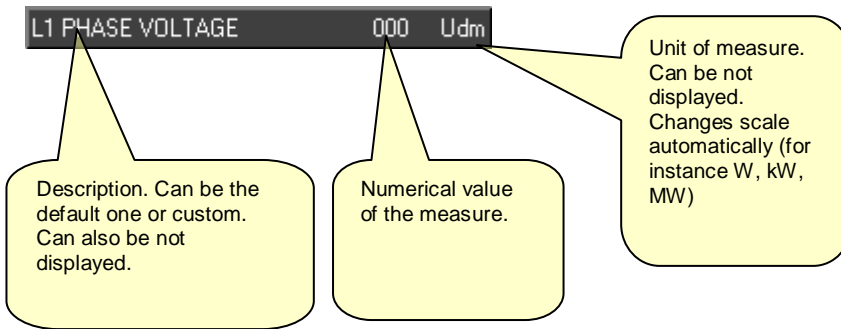 L1 PHASE VOLTAGE 000 Udm
Unit of measure.
Can be not
displayed.
Changes scale
automatically (for
instance W, kW,
MW)
Description. Can be the
default one or custom.
Can also be not
displayed.
Numerical value
of the measure.